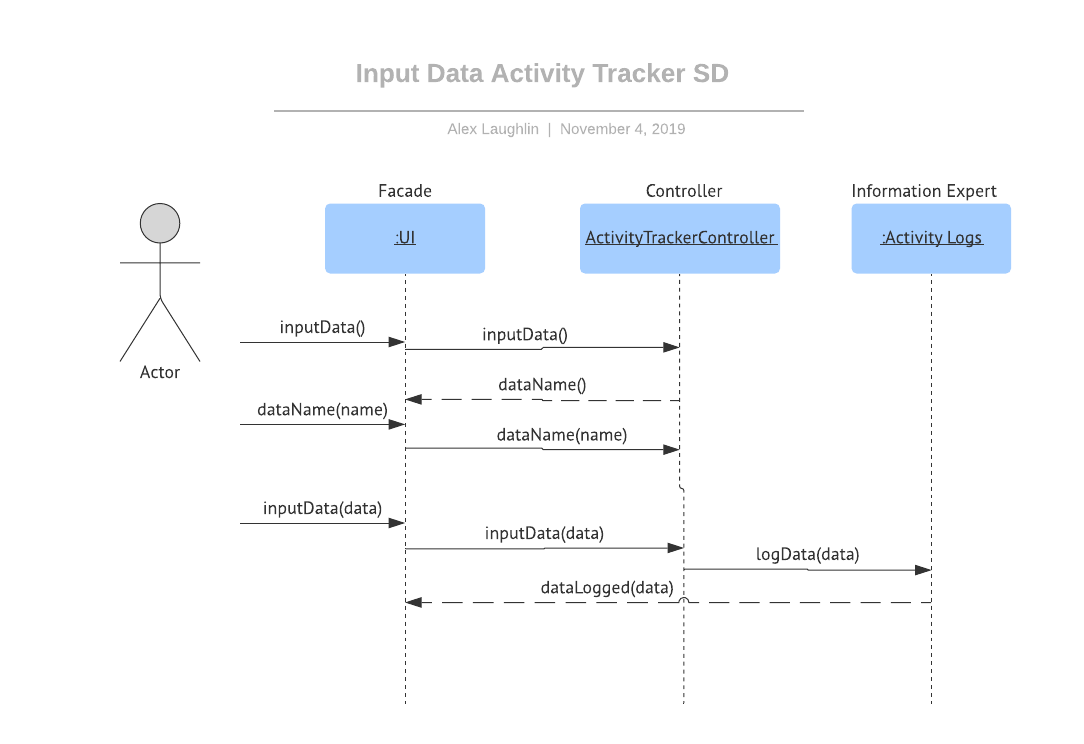 Input Data Activity Tracker SD
Alex Laughlin | November 4, 2019
Facade
Controller
Information Expert
:UI
ActivityTrackerController
:Activity Logs
inputData()
inputData()
Actor
dataName()
dataName(name)
dataName(name)
inputData(data)
inputData(data)
logData(data)
dataLogged(data)